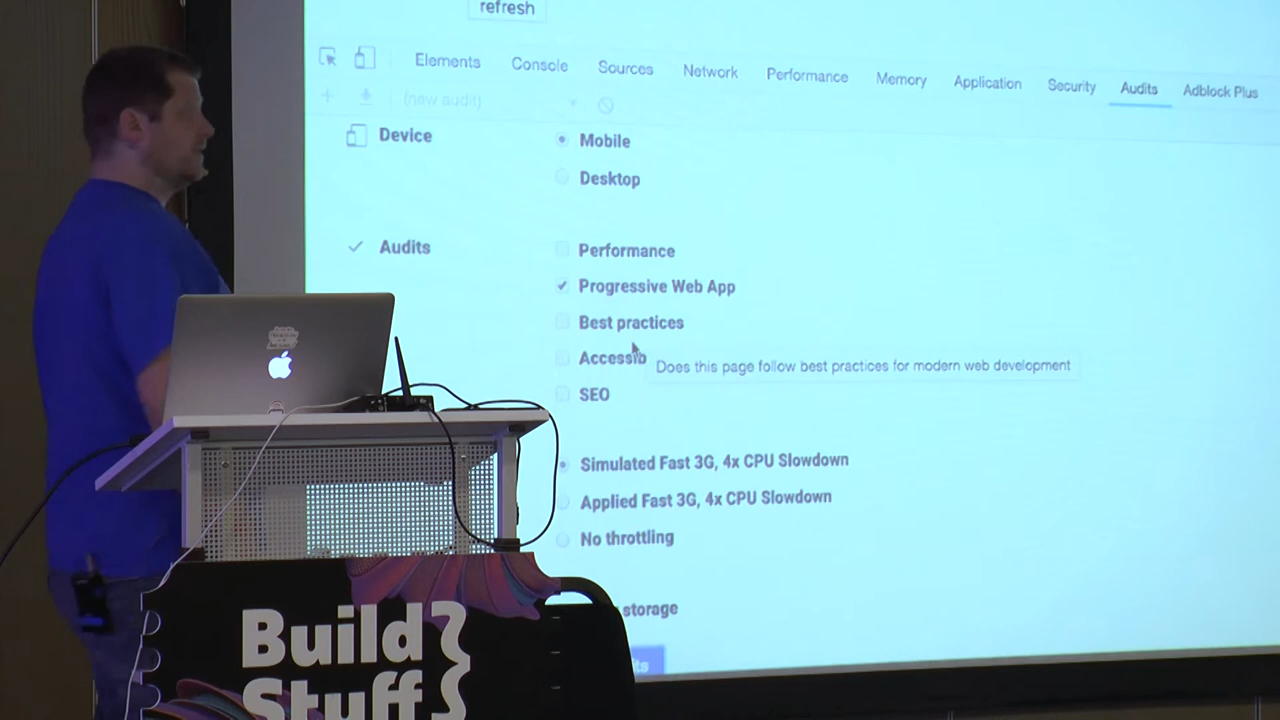 refresh
Elements Console Sources Network Performance Memory Application Security Audits Adblock Plus
(new audit)
Device
Mobile
Desktop
Audits
Performance
Progressive Web App
Best practices
Accessib
Does this page follow best practices for modern web development
SEO
Simulated Fast 3G, 4x CPU Slowdown
Applied Fast 3G, 4x CPU Slowdown
No throttling
storage
Build
Stuff